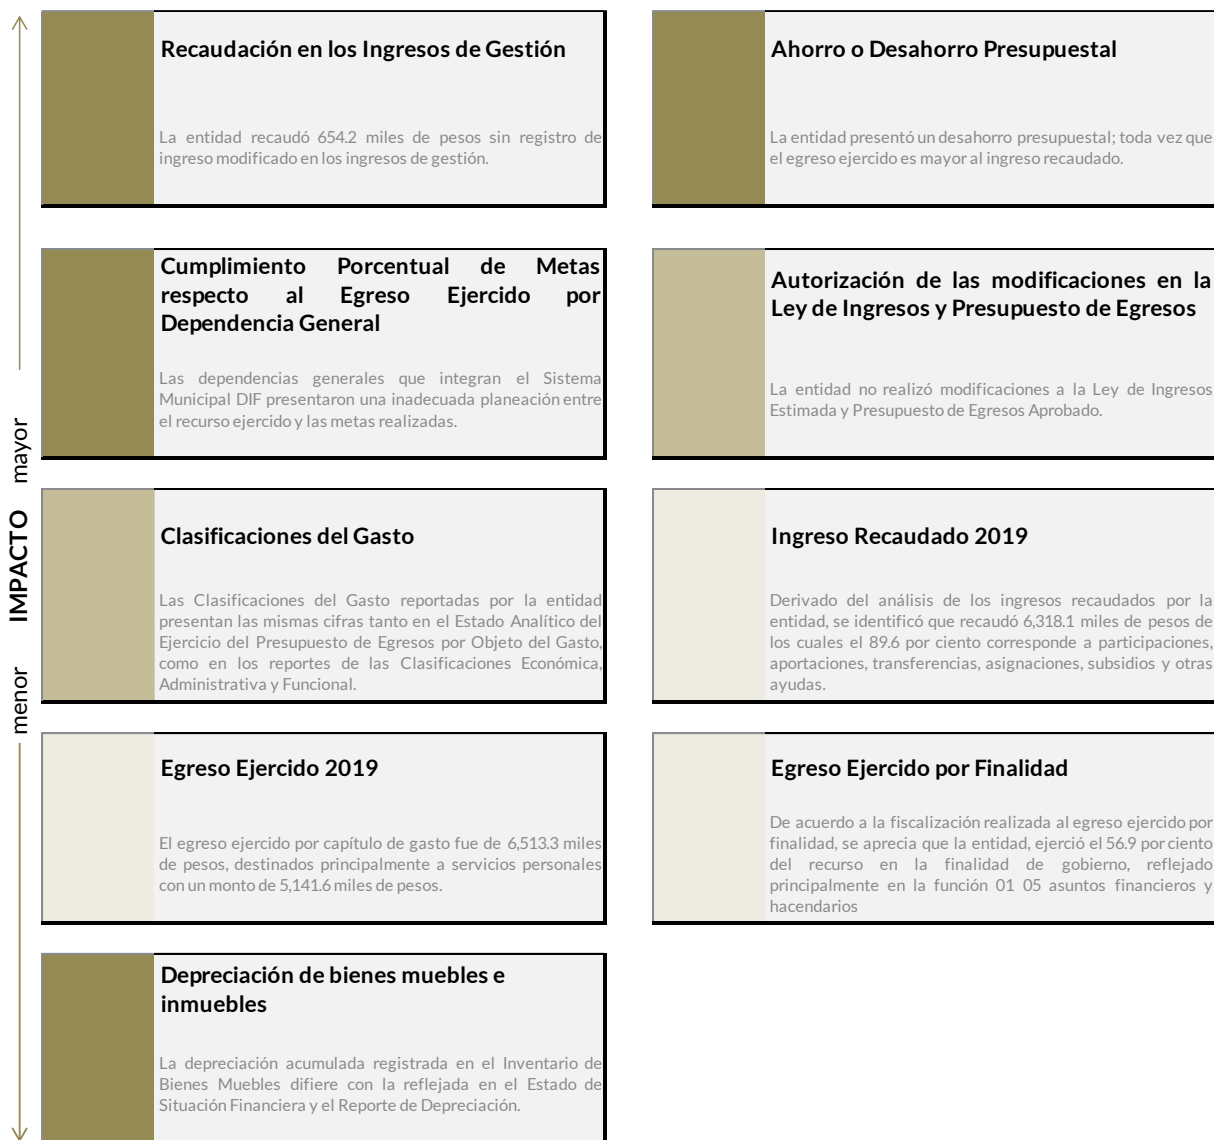 Recaudación en los Ingresos de Gestión
La entidad recaudó 654.2 miles de pesos sin registro de
ingreso modificado en los ingresos de gestión.
Ahorro o Desahorro Presupuestal
La entidad presentó un desahorro presupuestal; toda vez que
el egreso ejercido es mayor al ingreso recaudado.
Cumplimiento Porcentual de Metas
respecto al Egreso Ejercido por
Dependencia General
Las dependencias generales que integran el Sistema
Municipal DIF presentaron una inadecuada planeación entre
el recurso ejercido y las metas realizadas.
Autorización de las modificaciones en la
Ley de Ingresos y Presupuesto de Egresos
La entidad no realizó modificaciones a la Ley de Ingresos
Estimada y Presupuesto de Egresos Aprobado.
menor IMPACTO mayor
Clasificaciones del Gasto
Las Clasificaciones del Gasto reportadas por la entidad
presentan las mismas cifras tanto en el Estado Analítico del
Ejercicio del Presupuesto de Egresos por Objeto del Gasto,
como en los reportes de las Clasificaciones Económica,
Administrativa y Funcional.
Ingreso Recaudado 2019
Derivado del análisis de los ingresos recaudados por la
entidad, se identificó que recaudó 6,318.1 miles de pesos de
los cuales el 89.6 por ciento corresponde a participaciones,
aportaciones, transferencias, asignaciones, subsidios y otras
ayudas.
Egreso Ejercido 2019
El egreso ejercido por capítulo de gasto fue de 6,513.3 miles
de pesos, destinados principalmente a servicios personales
con un monto de 5,141.6 miles de pesos.
Egreso Ejercido por Finalidad
De acuerdo a la fiscalización realizada al egreso ejercido por
finalidad, se aprecia que la entidad, ejerció el 56.9 por ciento
del recurso en la finalidad de gobierno, reflejado
principalmente en la función 01 05 asuntos financieros y
hacendarios
Depreciación de bienes muebles e
inmuebles
La depreciación acumulada registrada en el Inventario de
Bienes Muebles difiere con la reflejada en el Estado de
Situación Financiera y el Reporte de Depreciación.